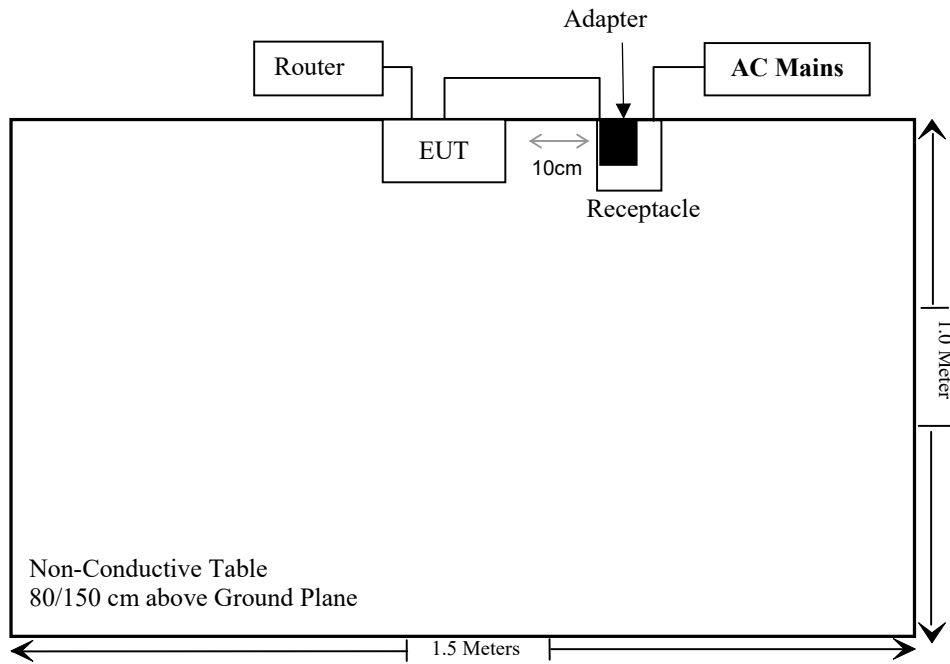 Adapter
Router
AC Mains
EUT
10cm
Receptacle
1.0 Meter
Non-Conductive Table
80/150 cm above Ground Plane
1.5 Meters